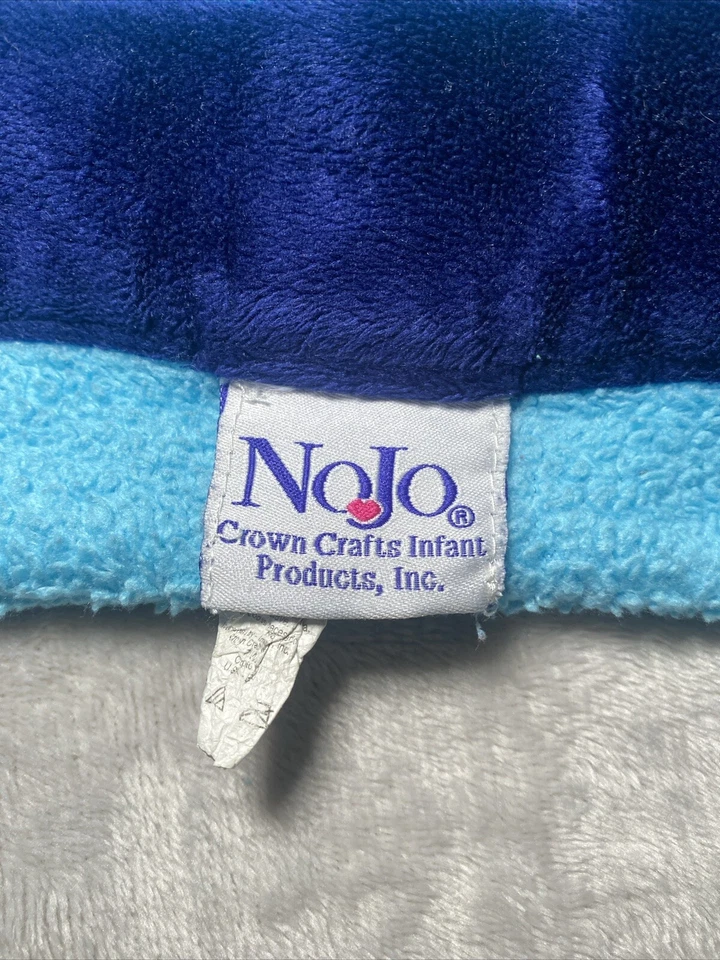 NoJo®
Crown Crafts Infant
Products, Inc.